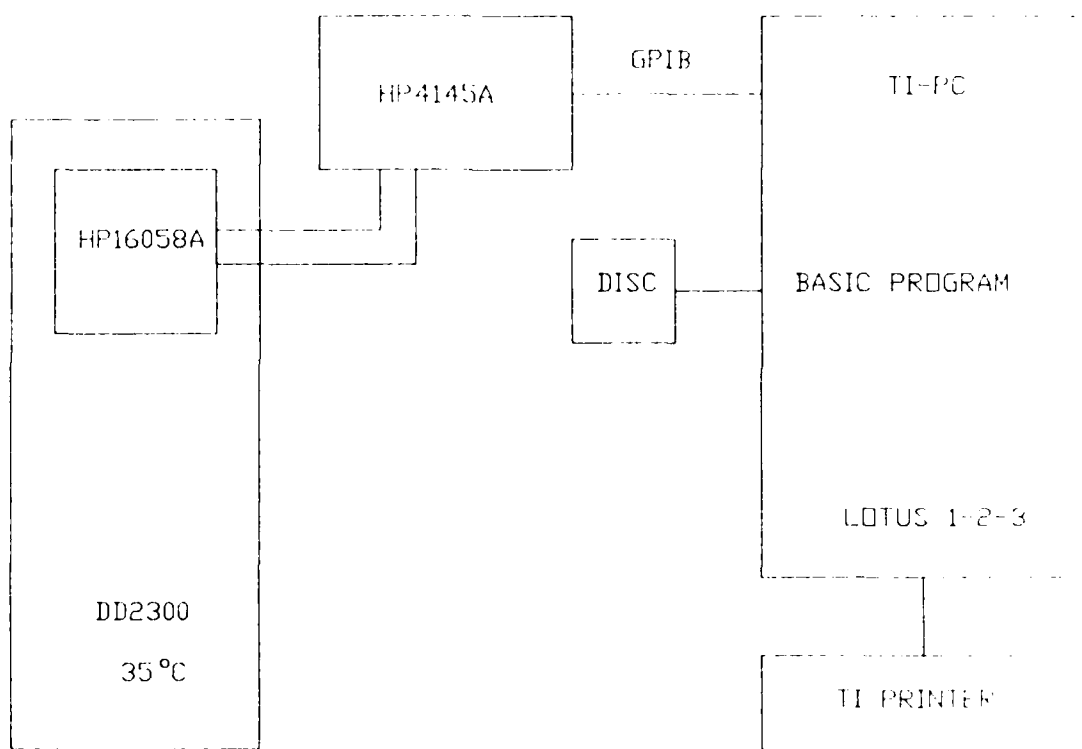 GPIB
TI-PC
HP4145A
HP16058A
DISC
BASIC PROGRAM
LOTUS 1-2-3
DD2300
35°C
TI PRINTER